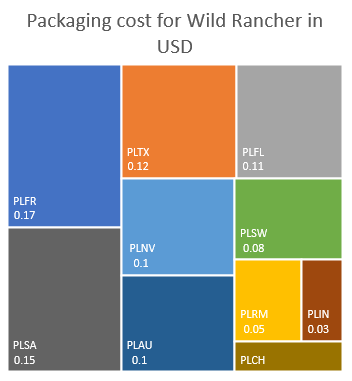 Packaging cost for Wild Rancher in
USD
PLFR
0.17
PLSA
0.15
PLTX
0.12
PLFL
0.11
PLNV
0.1
PLAU
0.1
PLSW
0.08
PLRM
0.05
PLIN
0.03
PLCH